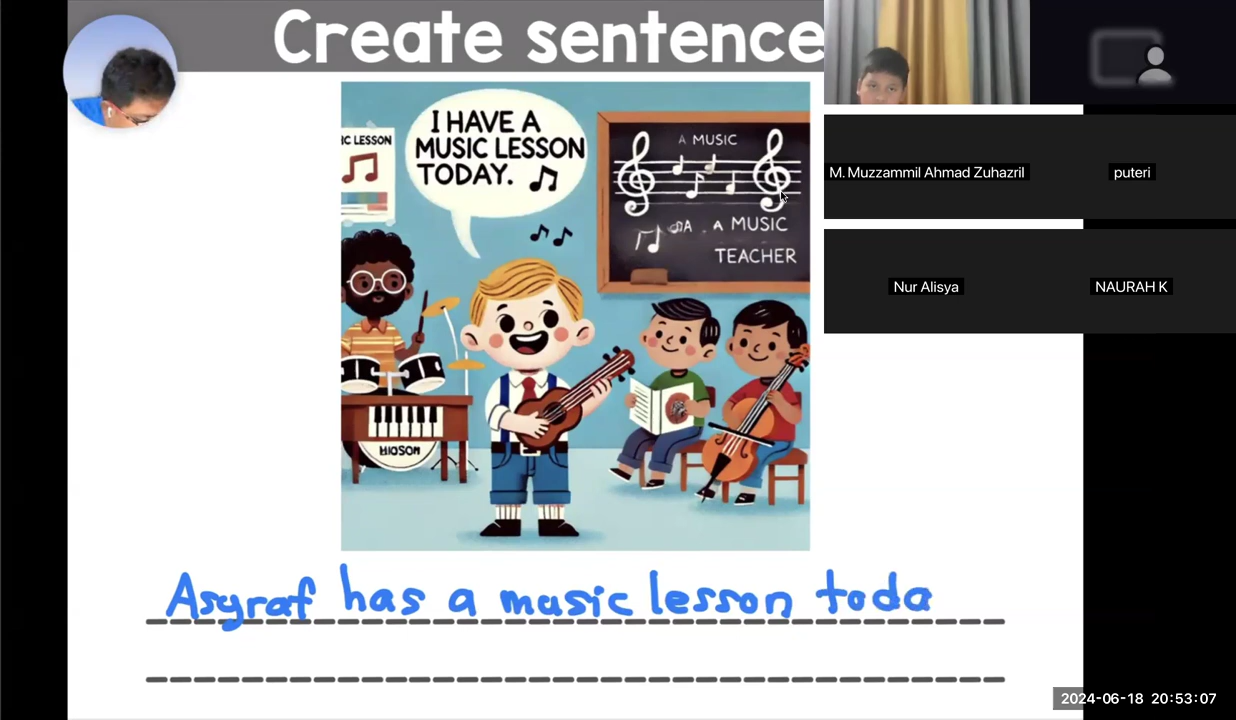 Create sentence
IC LESSON
I HAVE A
MUSIC LESSON
TODAY.
A MUSIC
A MUSIC
TEACHER
HIOSOH
Asyraf has a music lesson toda
M. Muzzammil Ahmad Zuhazril
puteri
Nur Alisya
NAURAH K
2024-06-18 20:53:07